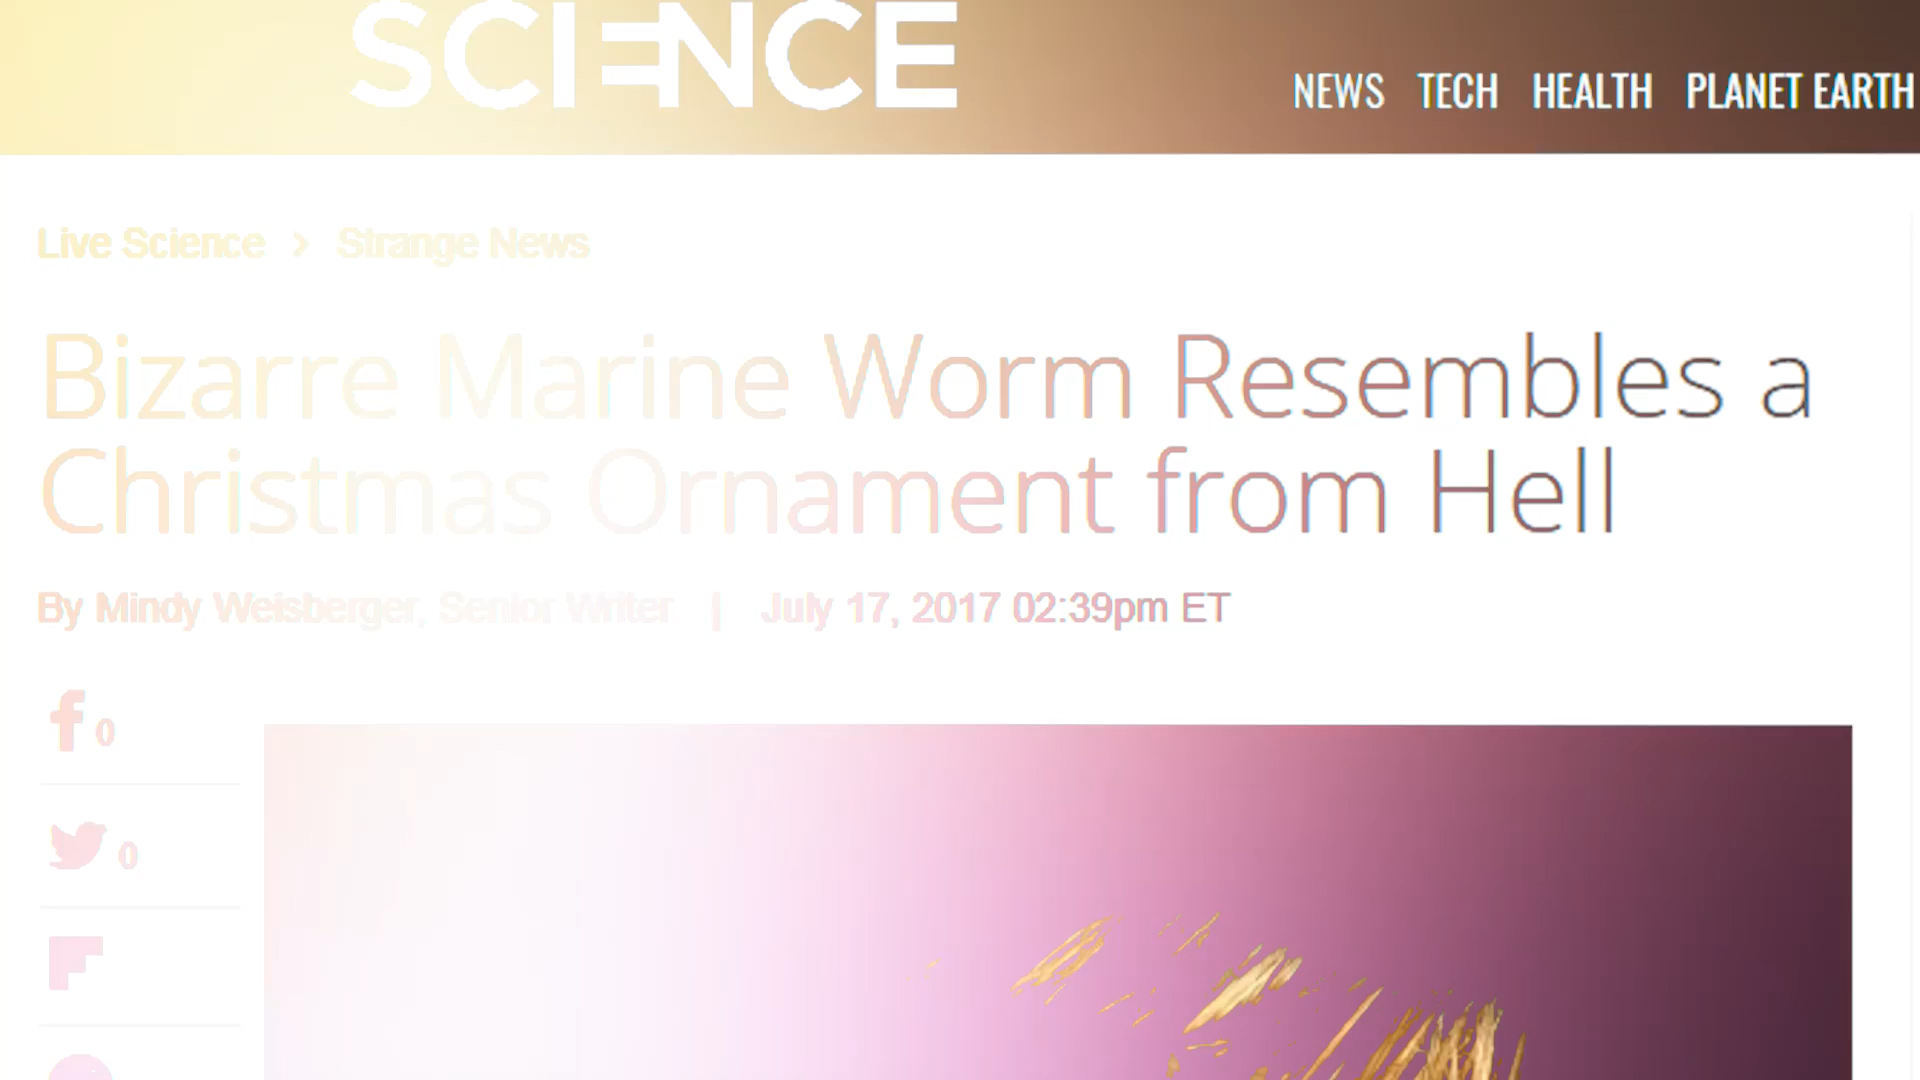 SCIENCE
NEWS TECH HEALTH PLANET EARTH
Live Science > Strange News
Bizarre Marine Worm Resembles a
Christmas Ornament from Hell
By Mindy Weisberger, Senior Writer | July 17, 2017 02:39pm ET
0
0